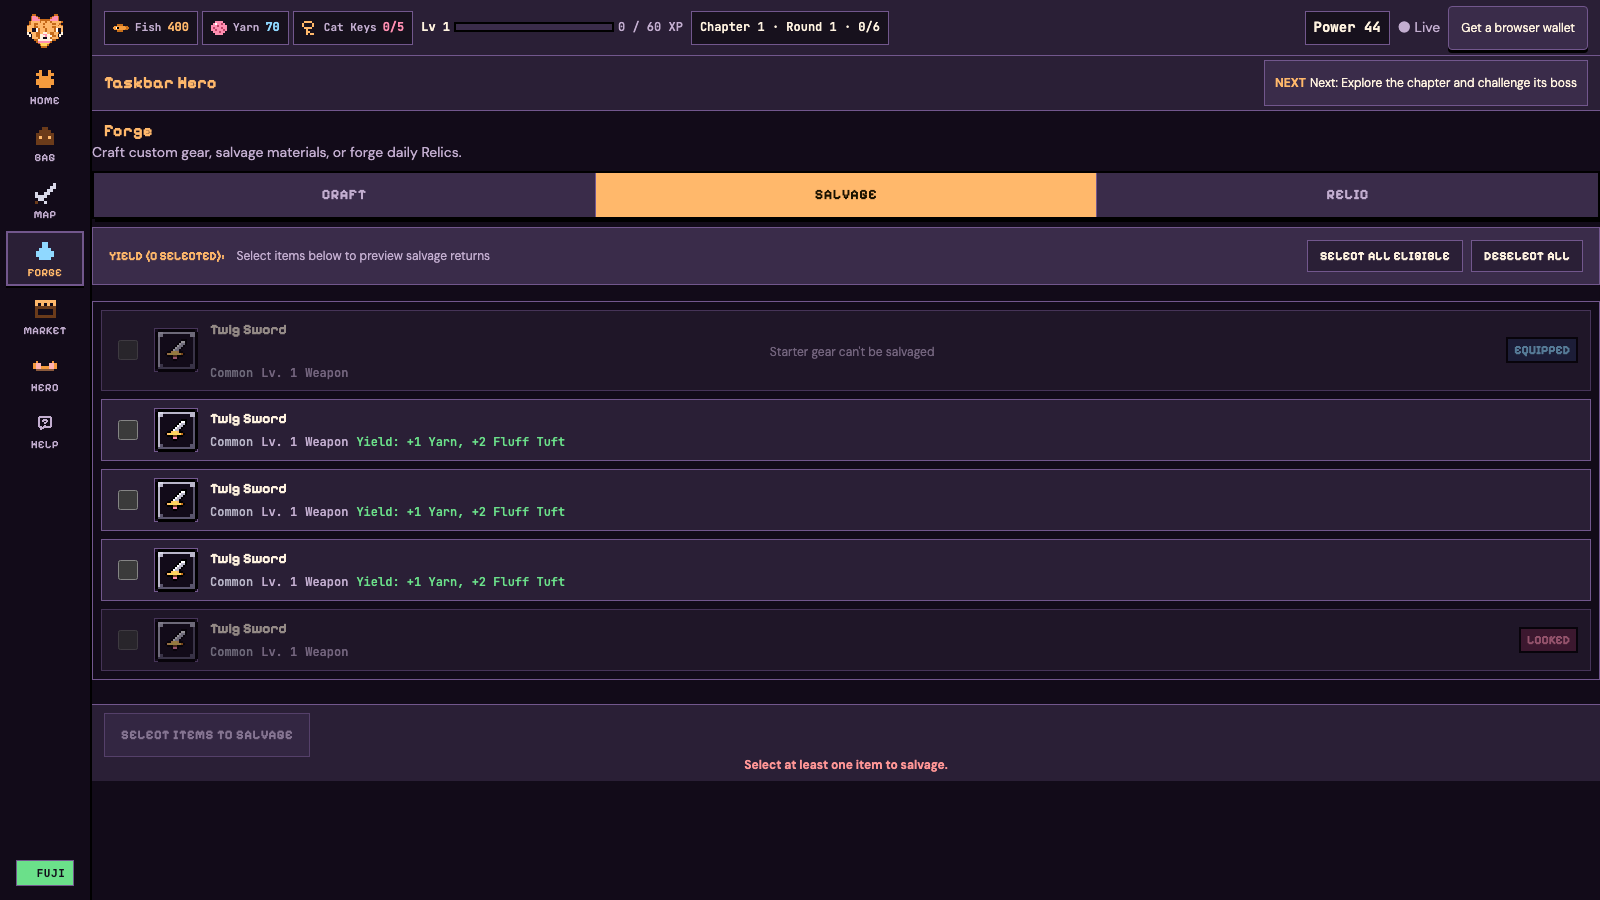 Fish 400
Yarn 70
Cat Keys 0/5
Lv 1
0 / 60 XP
Chapter 1 · Round 1 · 0/6
Power 44
Live
Get a browser wallet
HOME
BAG
MAP
FORGE
MARKET
HERO
HELP
FUJI
Taskbar Hero
NEXT Next: Explore the chapter and challenge its boss
Forge
Craft custom gear, salvage materials, or forge daily Relics.
CRAFT
SALVAGE
RELIC
YIELD (0 SELECTED):
Select items below to preview salvage returns
SELECT ALL ELIGIBLE
DESELECT ALL
Twig Sword
Starter gear can't be salvaged
Common Lv. 1 Weapon
EQUIPPED
Twig Sword
Common Lv. 1 Weapon Yield: +1 Yarn, +2 Fluff Tuft
Twig Sword
Common Lv. 1 Weapon Yield: +1 Yarn, +2 Fluff Tuft
Twig Sword
Common Lv. 1 Weapon Yield: +1 Yarn, +2 Fluff Tuft
Twig Sword
Common Lv. 1 Weapon
LOCKED
SELECT ITEMS TO SALVAGE
Select at least one item to salvage.